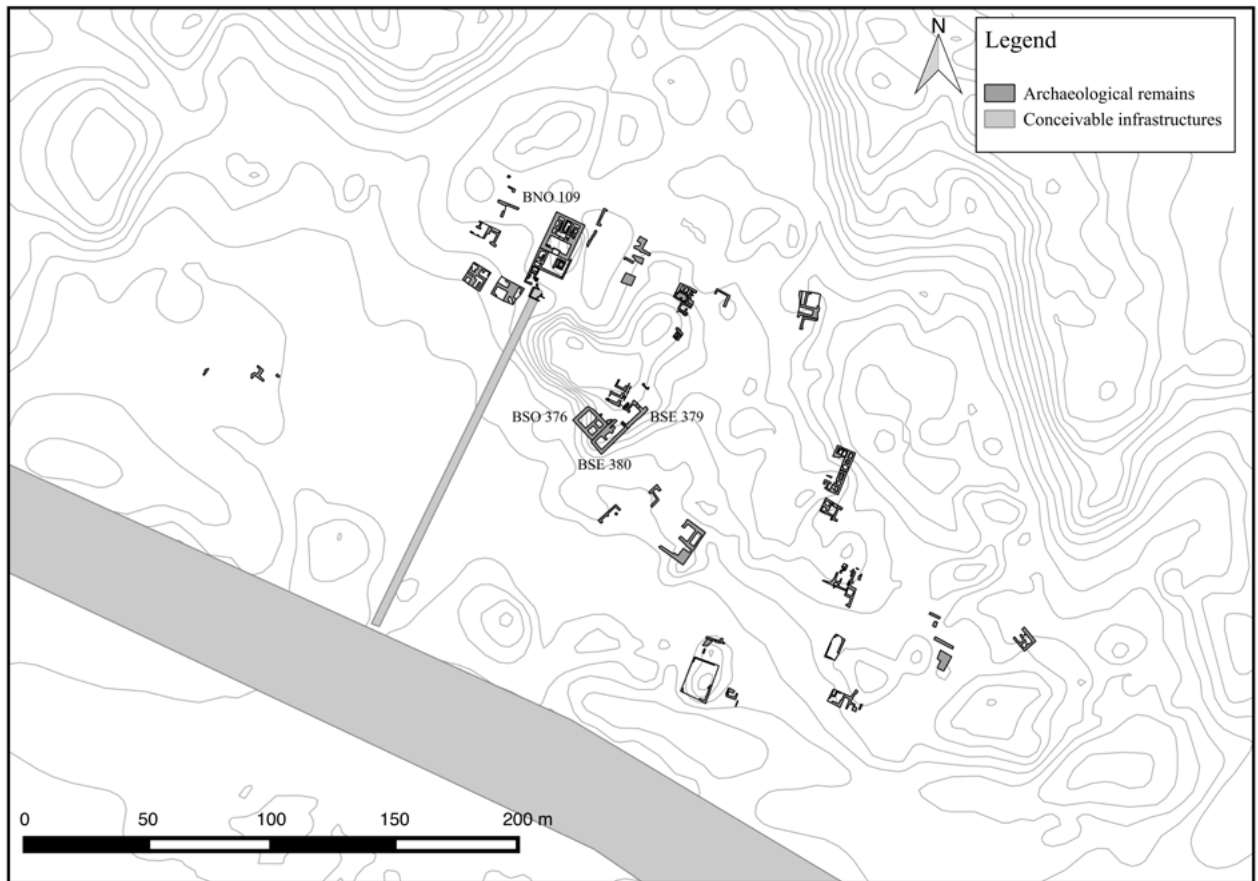 N
Legend
Archaeological remains
Conceivable infrastructures
BNO 109
BSO 376
BSE 379
BSE 380
0 50 100 150 200 m